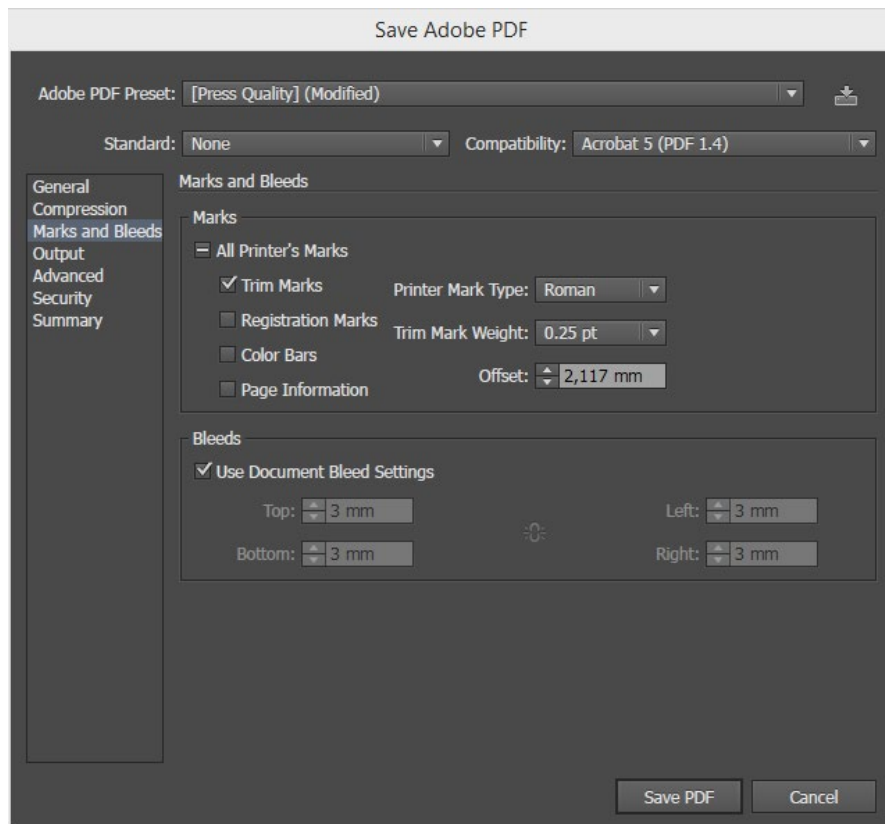 Save Adobe PDF
Adobe PDF Preset: [Press Quality] (Modified)
Standard: None Compatibility: Acrobat 5 (PDF 1.4)
General
Compression
Marks and Bleeds
Output
Advanced
Security
Summary
Marks and Bleeds
Marks
All Printer's Marks
Trim Marks Printer Mark Type: Roman
Registration Marks Trim Mark Weight: 0.25 pt
Color Bars
Offset: 2,117 mm
Page Information
Bleeds
Use Document Bleed Settings
Top: 3 mm Left: 3 mm
Bottom: 3 mm Right: 3 mm
Save PDF Cancel